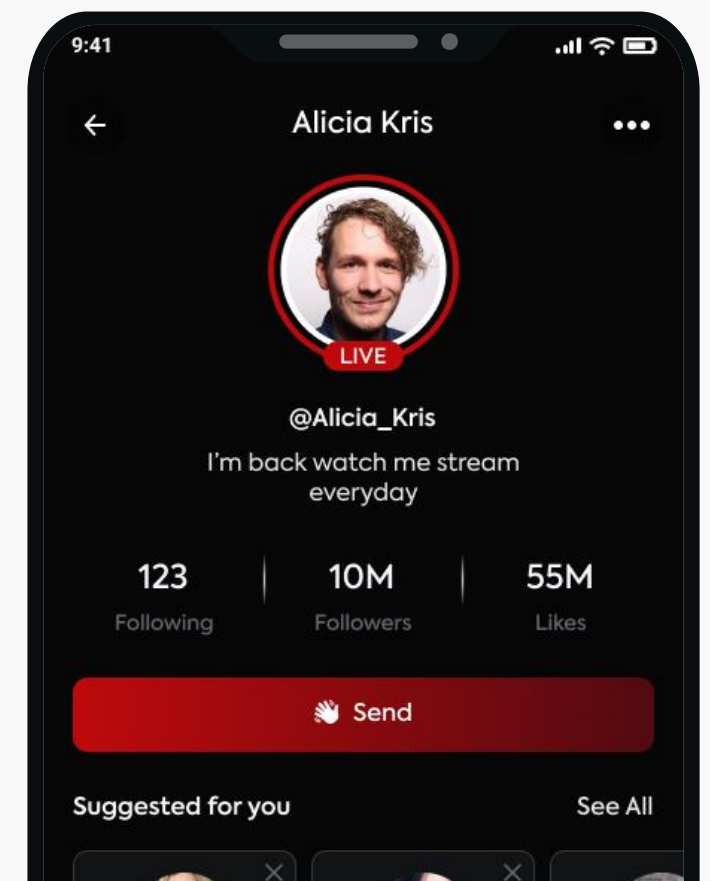 9:41
Alicia Kris
LIVE
@Alicia_Kris
I'm back watch me stream
everyday
123 10M 55M
Following Followers Likes
👋 Send
Suggested for you See All